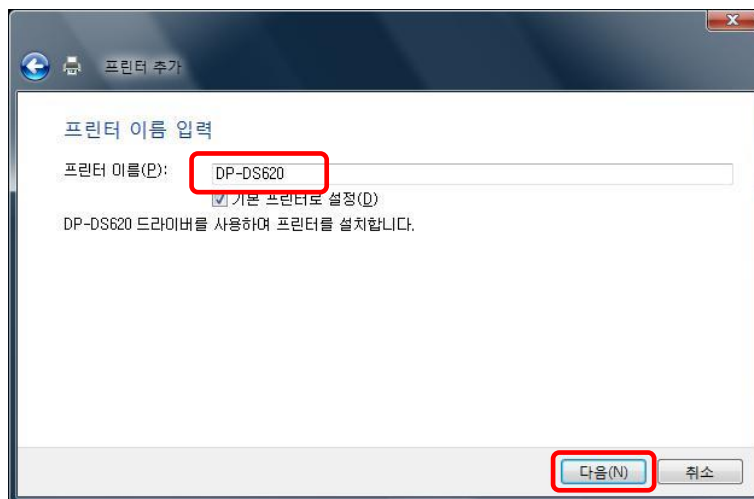 프린터 추가
프린터 이름 입력
프린터 이름(P): DP-DS620
기본 프린터로 설정(D)
DP-DS620 드라이버를 사용하여 프린터를 설치합니다.
다음(N) 취소